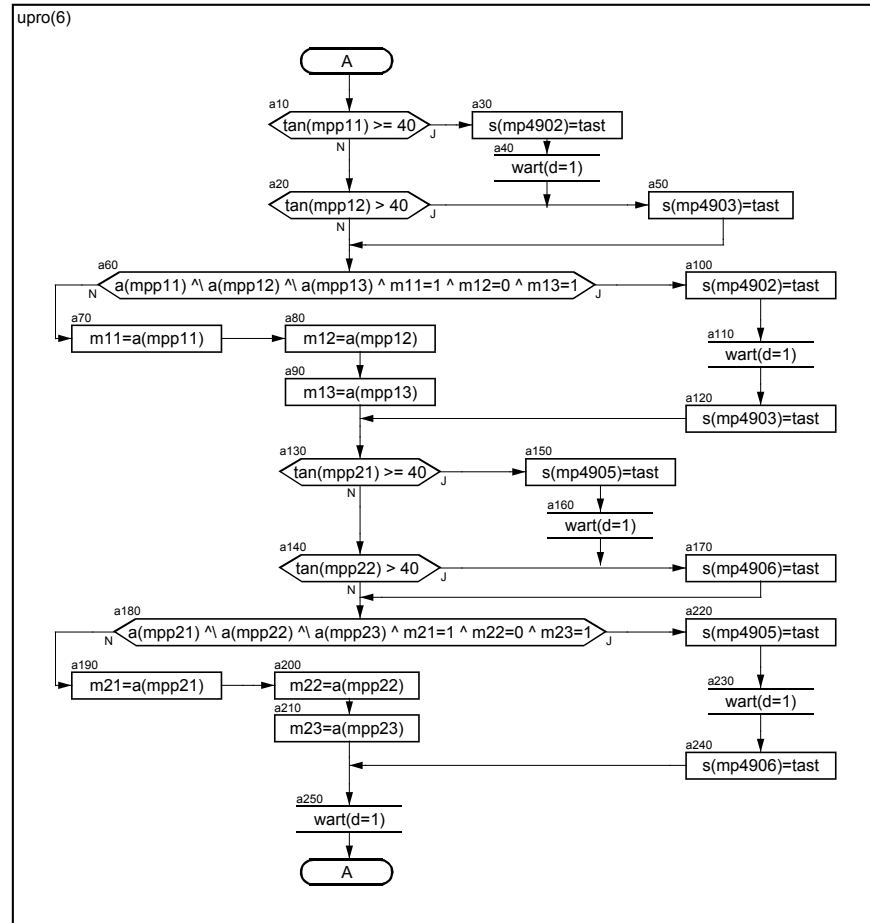 upro(6)
A
a10
tan(mpp11) >= 40
J
N
a30
s(mp4902)=tast
a40
wart(d=1)
a20
tan(mpp12) > 40
J
N
a50
s(mp4903)=tast
a60
a(mpp11) ^\ a(mpp12) ^\ a(mpp13) ^ m11=1 ^ m12=0 ^ m13=1
N
J
a100
s(mp4902)=tast
a70
m11=a(mpp11)
a80
m12=a(mpp12)
a110
wart(d=1)
a90
m13=a(mpp13)
a120
s(mp4903)=tast
a130
tan(mpp21) >= 40
J
N
a150
s(mp4905)=tast
a160
wart(d=1)
a140
tan(mpp22) > 40
J
N
a170
s(mp4906)=tast
a180
a(mpp21) ^\ a(mpp22) ^\ a(mpp23) ^ m21=1 ^ m22=0 ^ m23=1
N
J
a220
s(mp4905)=tast
a190
m21=a(mpp21)
a200
m22=a(mpp22)
a230
wart(d=1)
a210
m23=a(mpp23)
a240
s(mp4906)=tast
a250
wart(d=1)
A